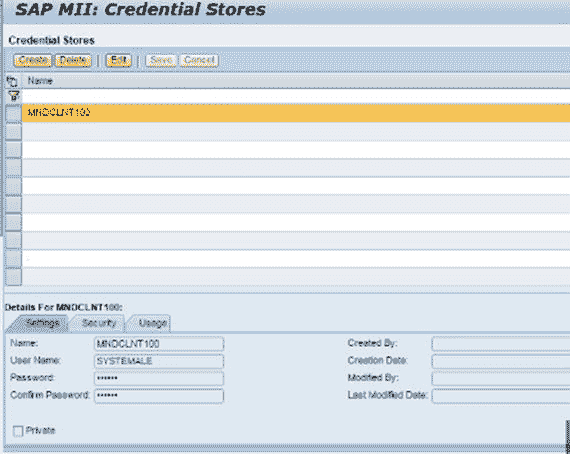 SAP MII: Credential Stores
Credential Stores
Create Delete | Edit | Save Cancel
Name
MNDCLNT100
Details For MNDCLNT100:
Settings Security Usage
Name: MNDCLNT100 Created By:
User Name: SYSTEMALE Creation Date:
Password: •••••• Modified By:
Confirm Password: •••••• Last Modified Date:
Private